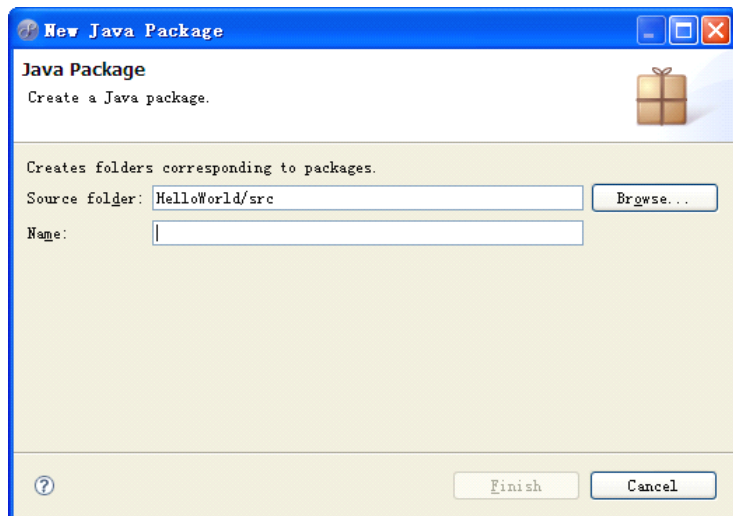 New Java Package
Java Package
Create a Java package.
Creates folders corresponding to packages.
Source folder: HelloWorld/src Browse...
Name:
Finish Cancel